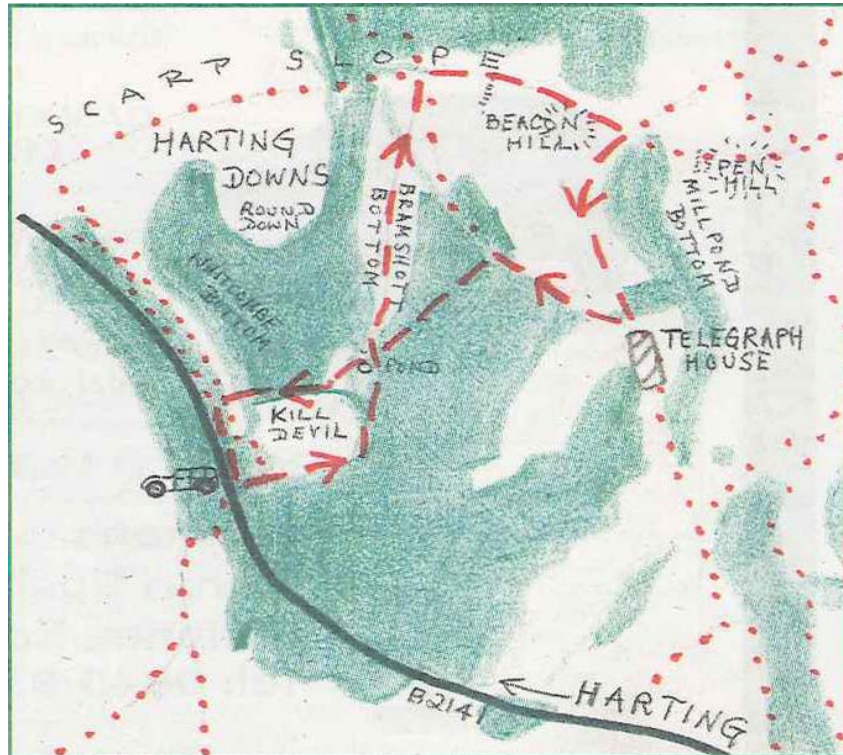 SCARP SLOPE
HARTING
DOWNS
ROUND
DOWN
BEACON
HILL
PEN
HILL
MILLPOND
BOTTOM
BRAMSHOTT
BOTTOM
WHITCOMBE
BOTTOM
TELEGRAPH
HOUSE
POND
KILL
DEVIL
HARTING
B2141